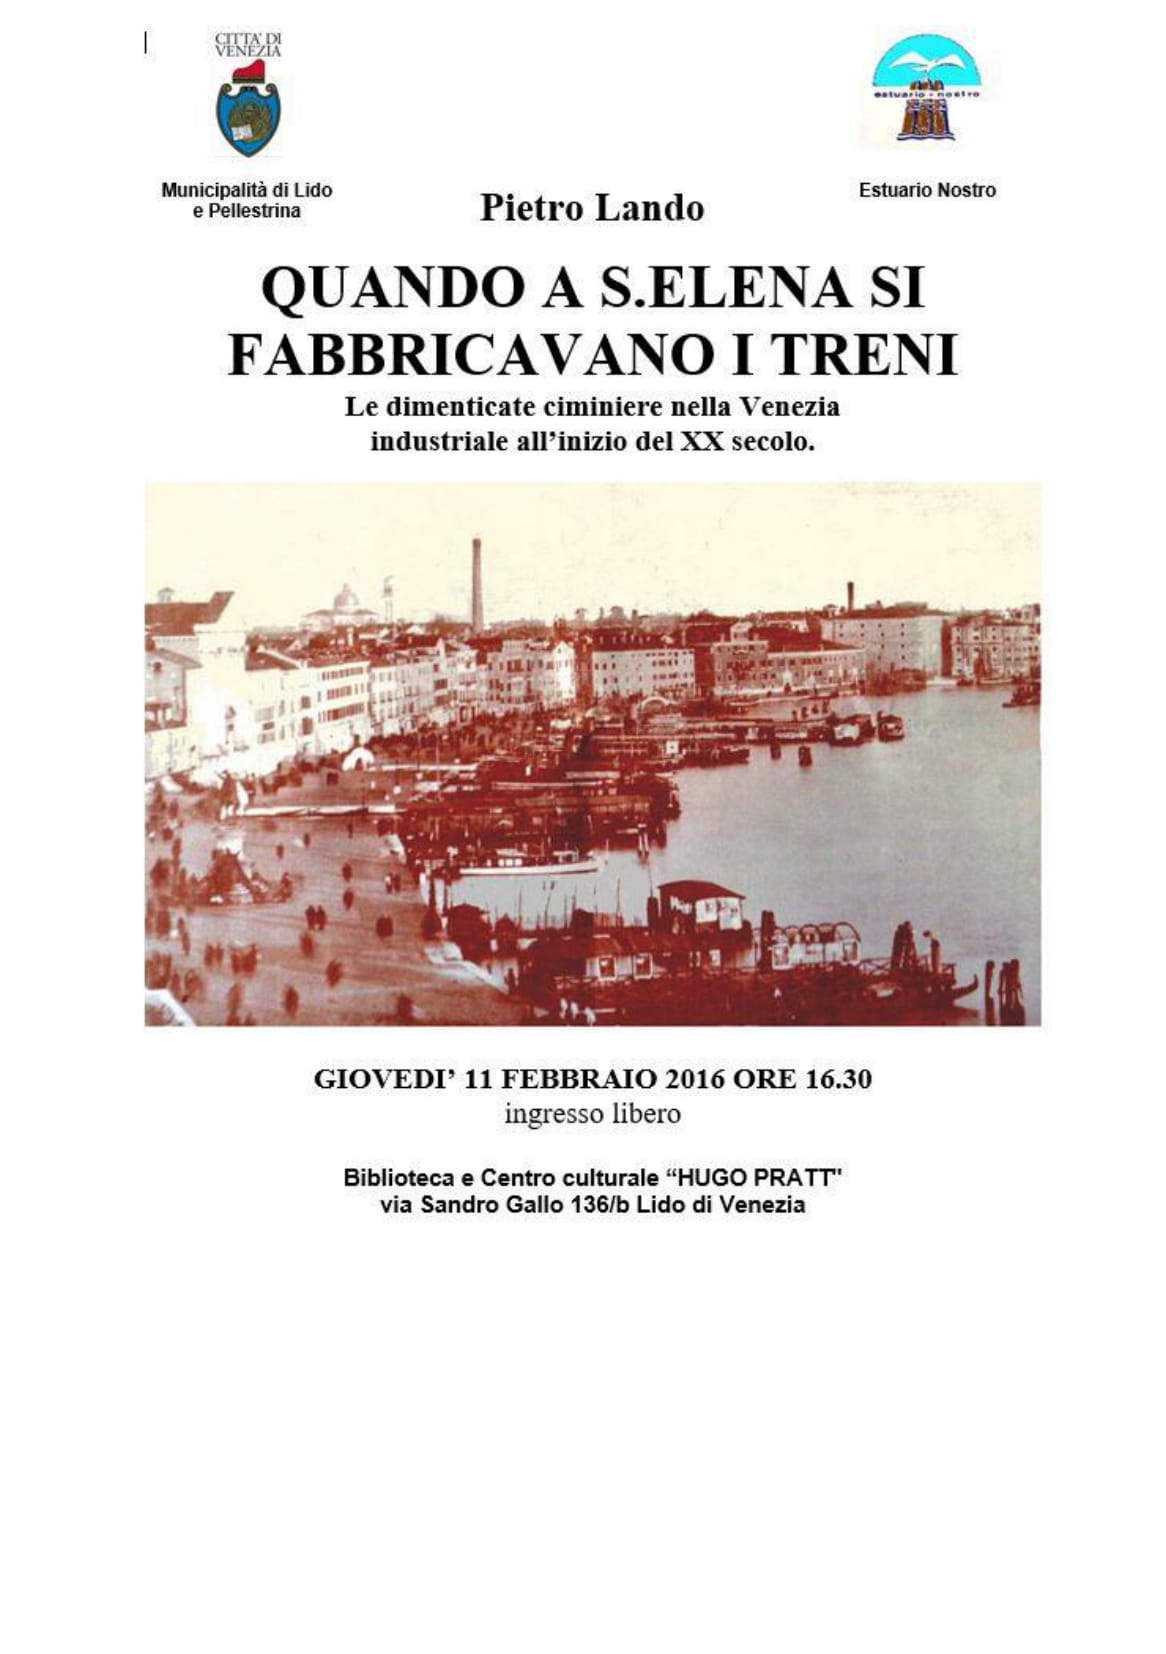 CITTA' DI
VENEZIA
estuario - nostro
Municipalità di Lido
e Pellestrina
Estuario Nostro
Pietro Lando
QUANDO A S.ELENA SI
FABBRICAVANO I TRENI
Le dimenticate ciminiere nella Venezia
industriale all’inizio del XX secolo.
GIOVEDI’ 11 FEBBRAIO 2016 ORE 16.30
ingresso libero
Biblioteca e Centro culturale “HUGO PRATT"
via Sandro Gallo 136/b Lido di Venezia